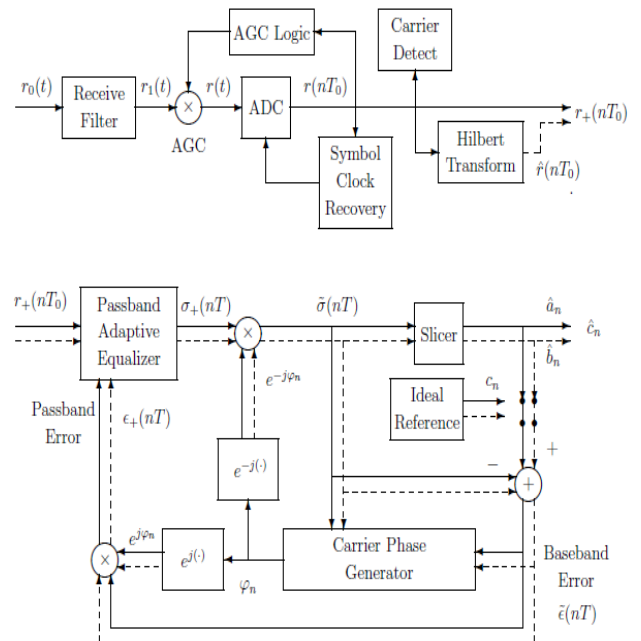 AGC Logic
Carrier
Detect
r₀(t)
Receive
Filter
r₁(t)
×
AGC
r(t)
ADC
r(nT₀)
r₊(nT₀)
Symbol
Clock
Recovery
Hilbert
Transform
r̂(nT₀)
.
r₊(nT₀)
Passband
Adaptive
Equalizer
σ₊(nT)
×
σ̃(nT)
Slicer
âₙ
ĉₙ
b̂ₙ
e^{-jφₙ}
Ideal
Reference
cₙ
Passband
Error
ϵ₊(nT)
e^{-j(·)}
−
+
+
e^{jφₙ}
×
e^{j(·)}
φₙ
Carrier Phase
Generator
Baseband
Error
ϵ̃(nT)